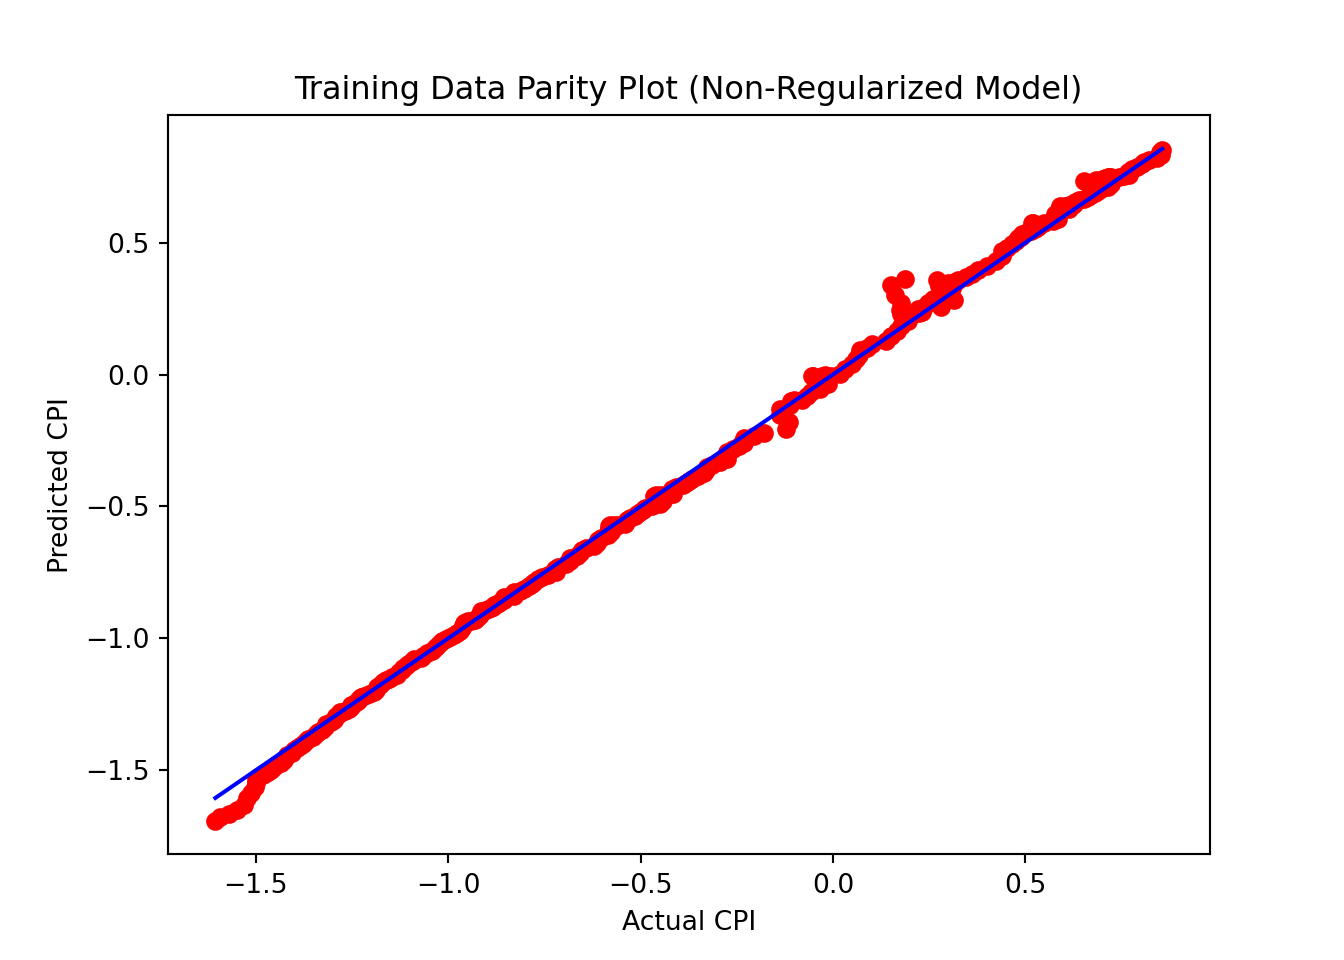 Training Data Parity Plot (Non-Regularized Model)
Predicted CPI
0.5
0.0
−0.5
−1.0
−1.5
−1.5 −1.0 −0.5 0.0 0.5
Actual CPI